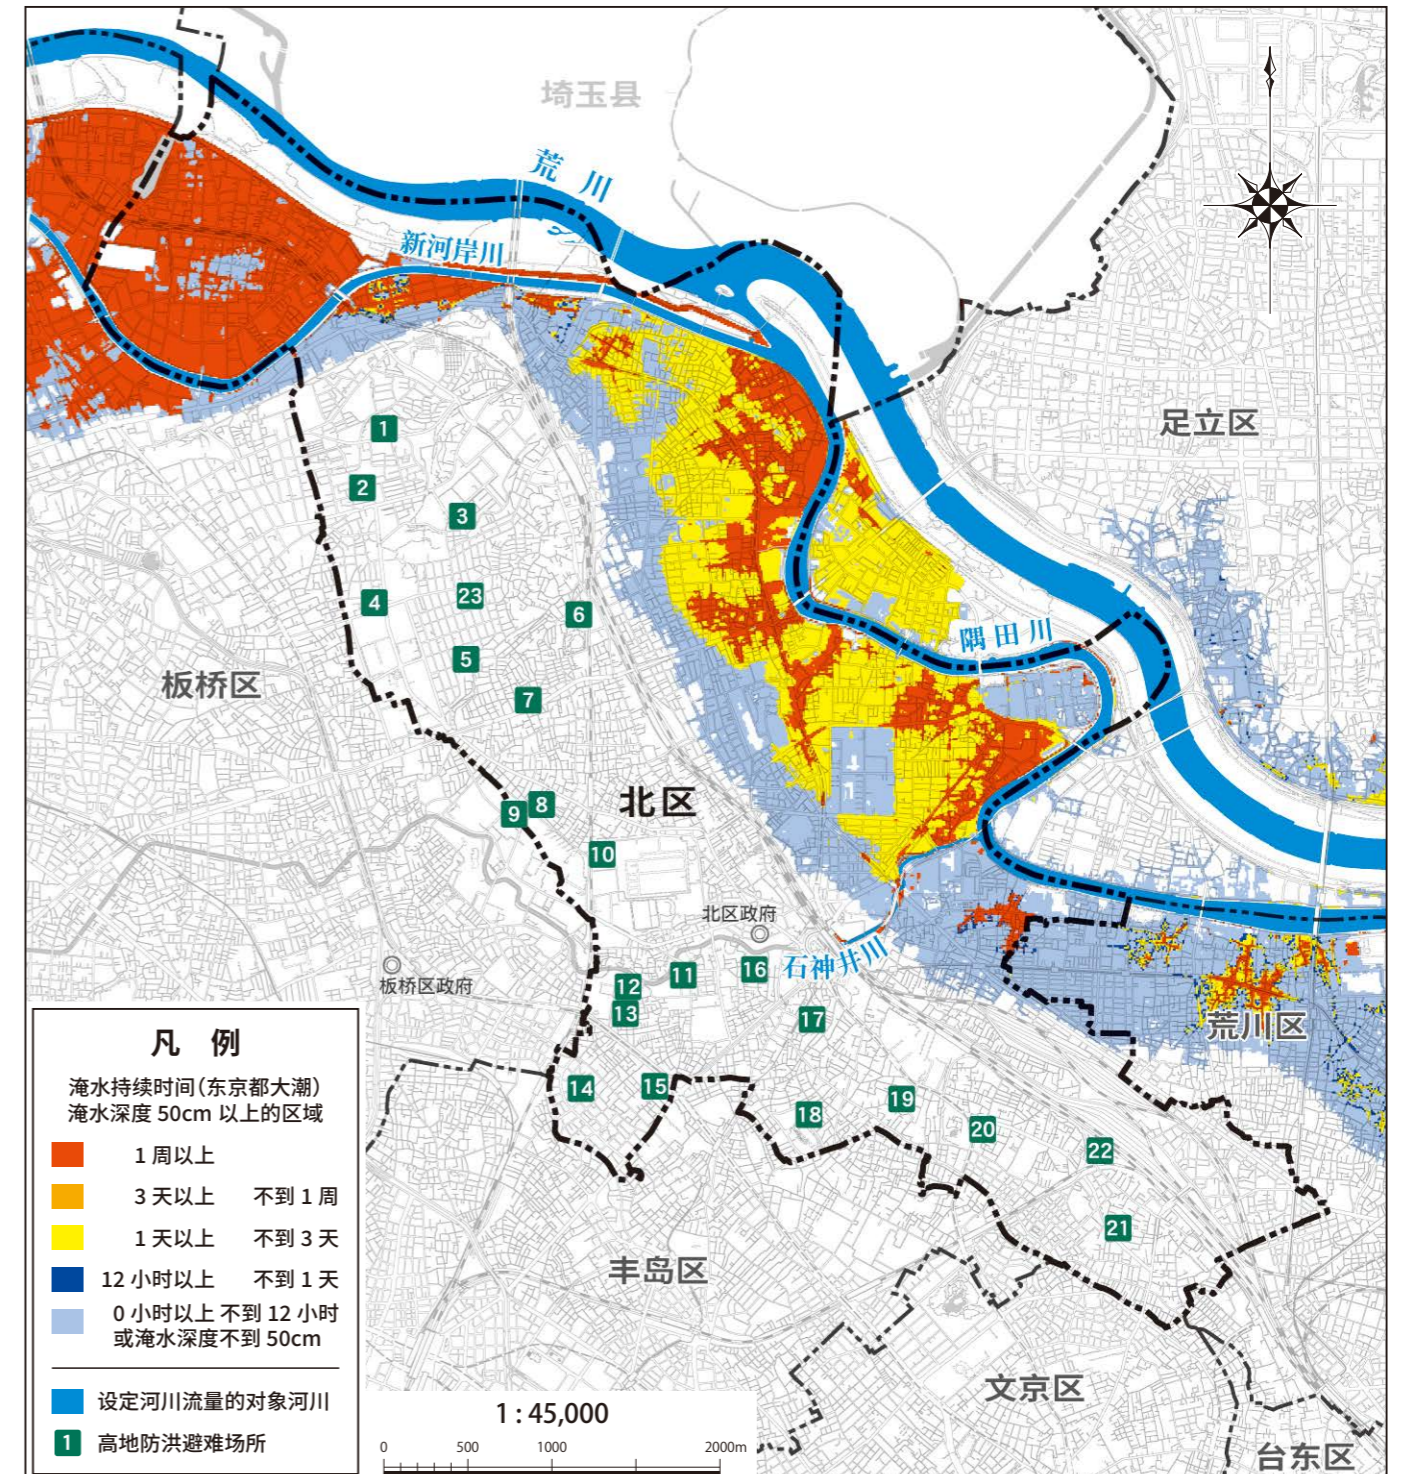 埼玉县
荒川
新河岸川
足立区
1
2
3
4
23
6
5
隅田川
板桥区
7
北区
8
9
10
北区政府
石神井川
16
11
板桥区政府
12
13
17
荒川区
14
15
18
19
20
22
21
丰岛区
文京区
台东区
凡 例
淹水持续时间(东京都大潮)
淹水深度 50cm 以上的区域
1 周以上
3 天以上 不到 1 周
1 天以上 不到 3 天
12 小时以上 不到 1 天
0 小时以上 不到 12 小时
或淹水深度不到 50cm
设定河川流量的对象河川
1 高地防洪避难场所
1 : 45,000
0 500 1000 2000m